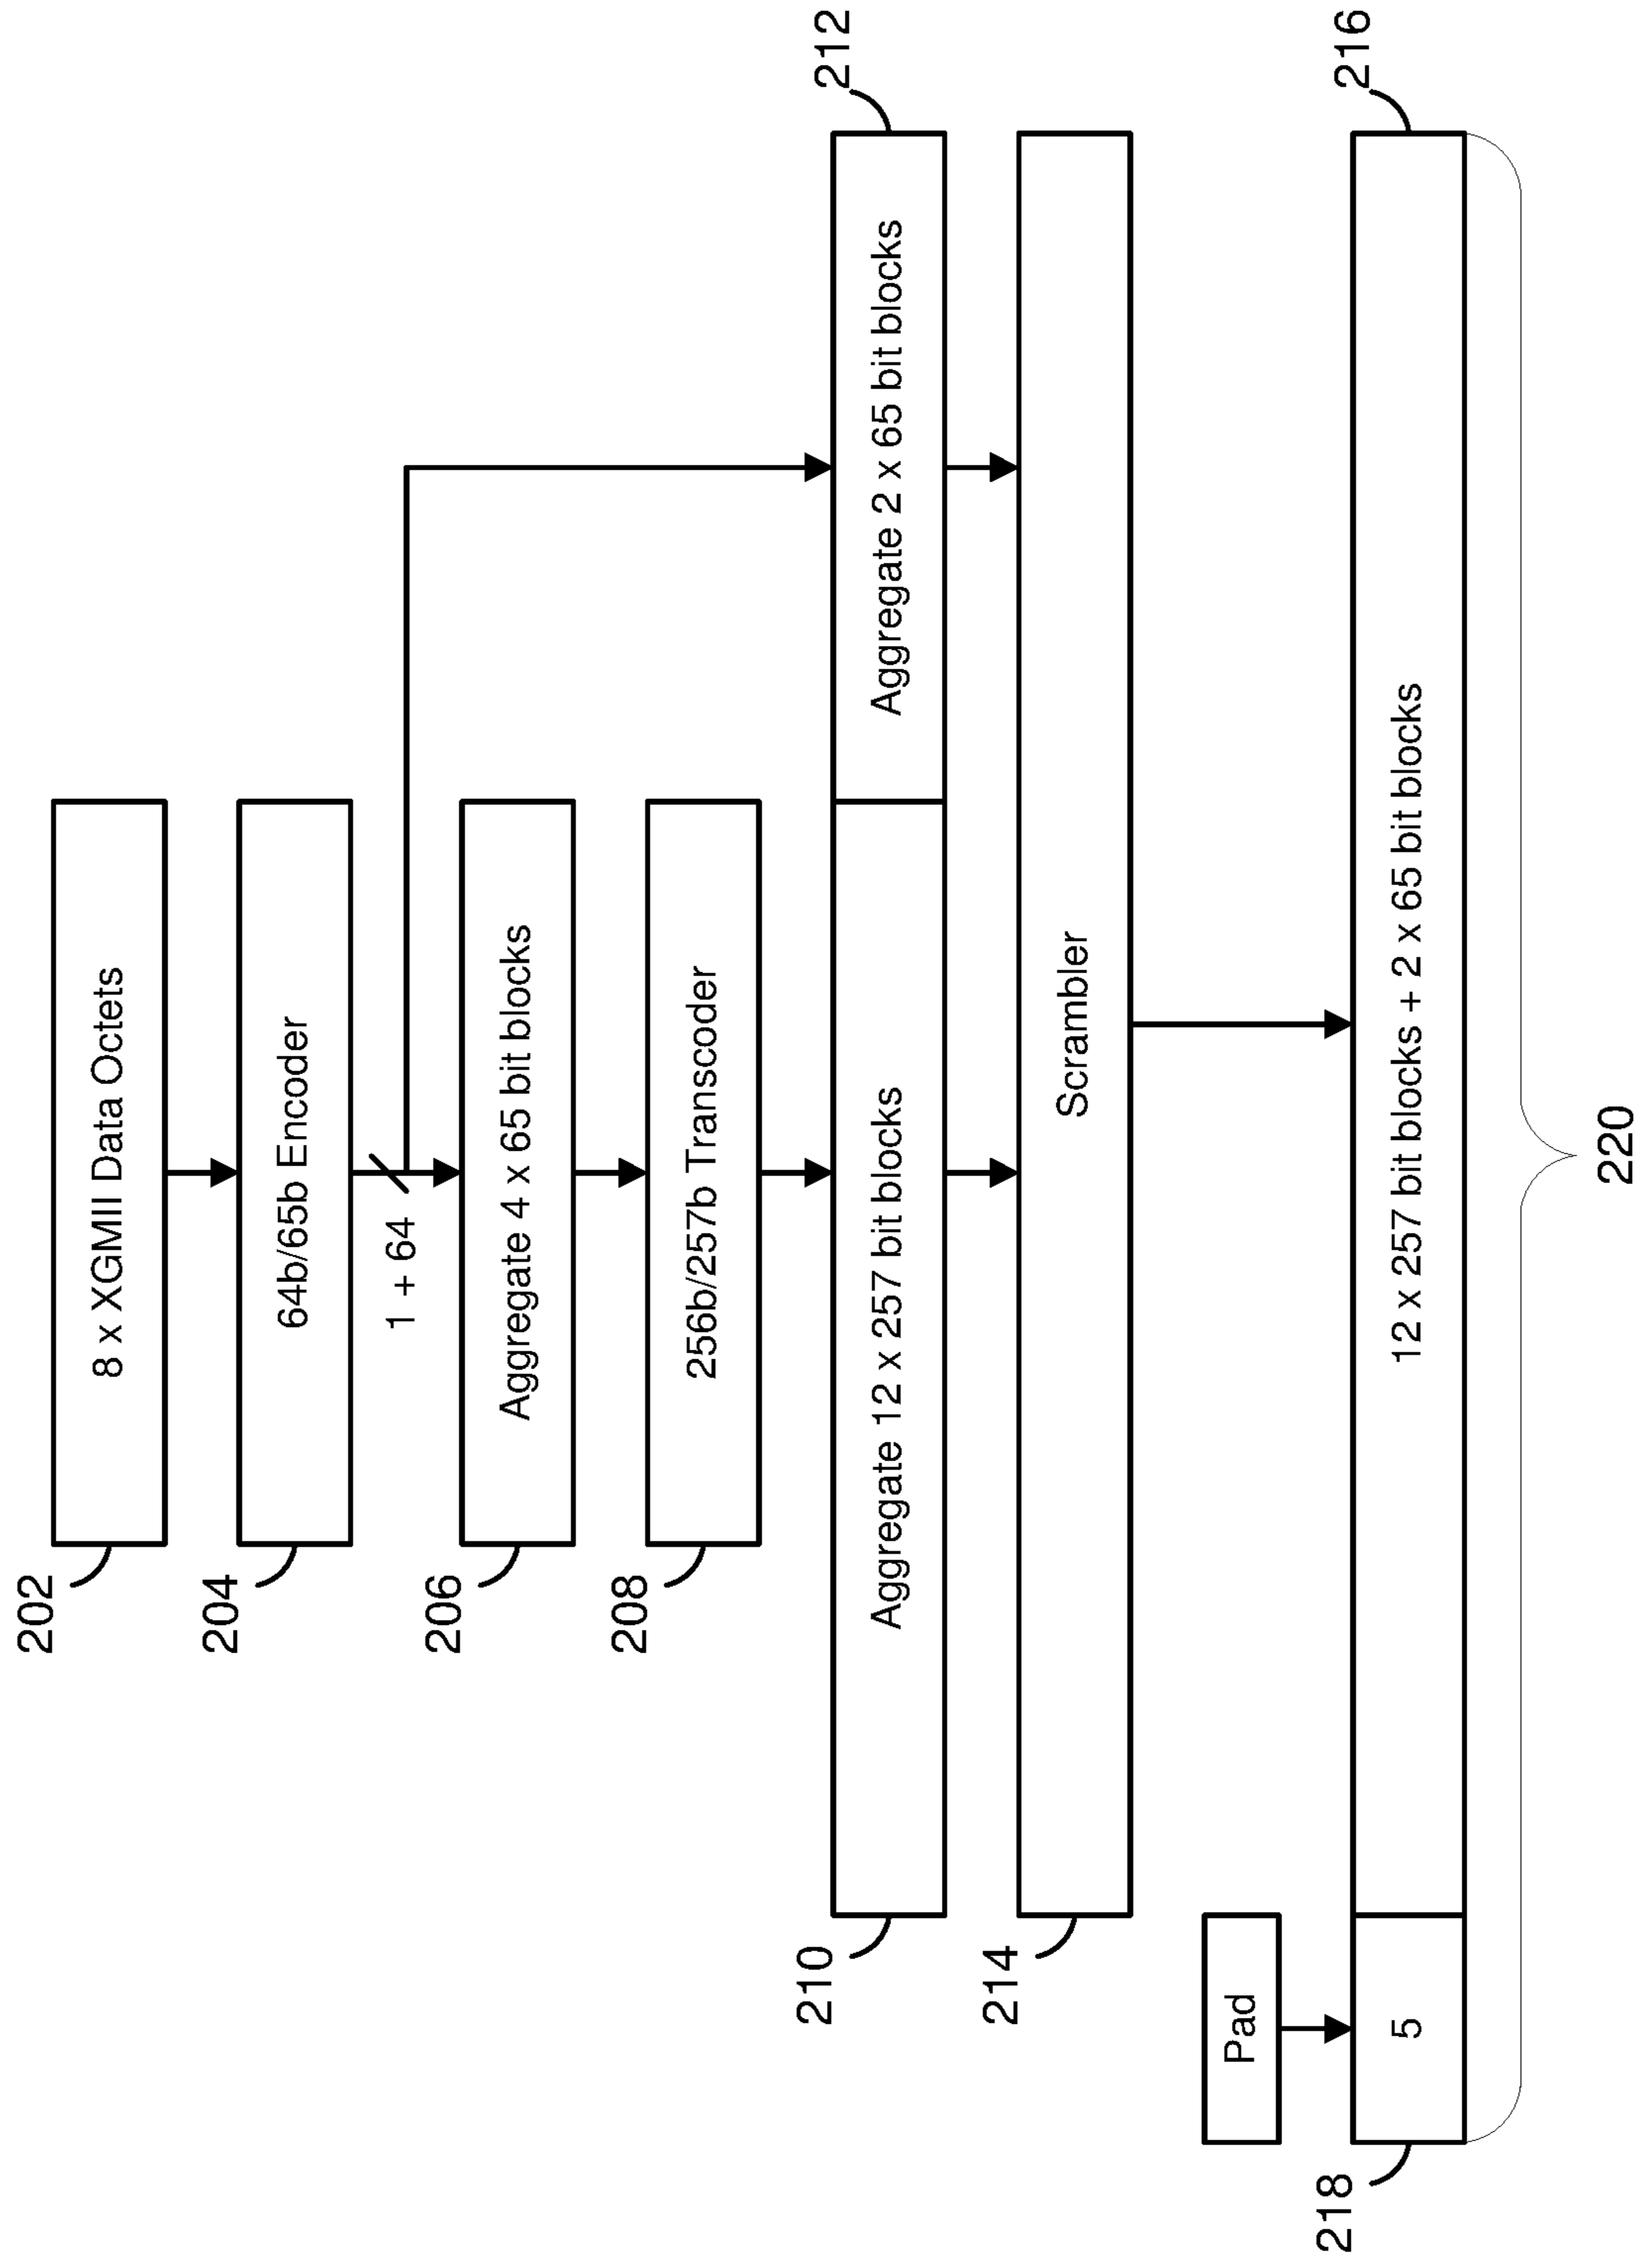 202
8 x XGMII Data Octets
204
64b/65b Encoder
1 + 64
206
Aggregate 4 x 65 bit blocks
208
256b/257b Transcoder
210
Aggregate 12 x 257 bit blocks
Aggregate 2 x 65 bit blocks
212
214
Scrambler
Pad
218
5
12 x 257 bit blocks + 2 x 65 bit blocks
216
220